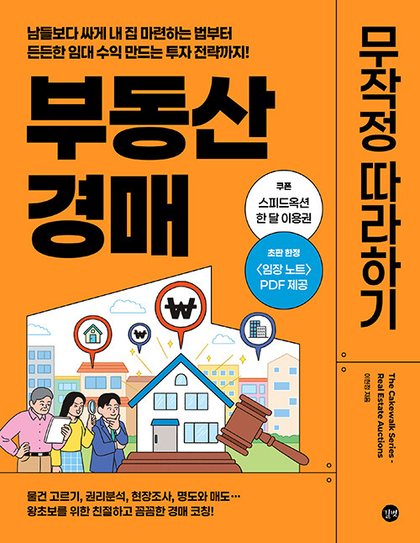 남들보다 싸게 내 집 마련하는 법부터
든든한 임대 수익 만드는 투자 전략까지!
부동산
경매
무작정 따라하기
쿠폰
스피드옥션
한 달 이용권
초판 한정
〈임장 노트〉
PDF 제공
The Cakewalk Series -
Real Estate Auctions
이현정 지음
물건 고르기, 권리분석, 현장조사, 명도와 매도…
왕초보를 위한 친절하고 꼼꼼한 경매 코칭!
길벗